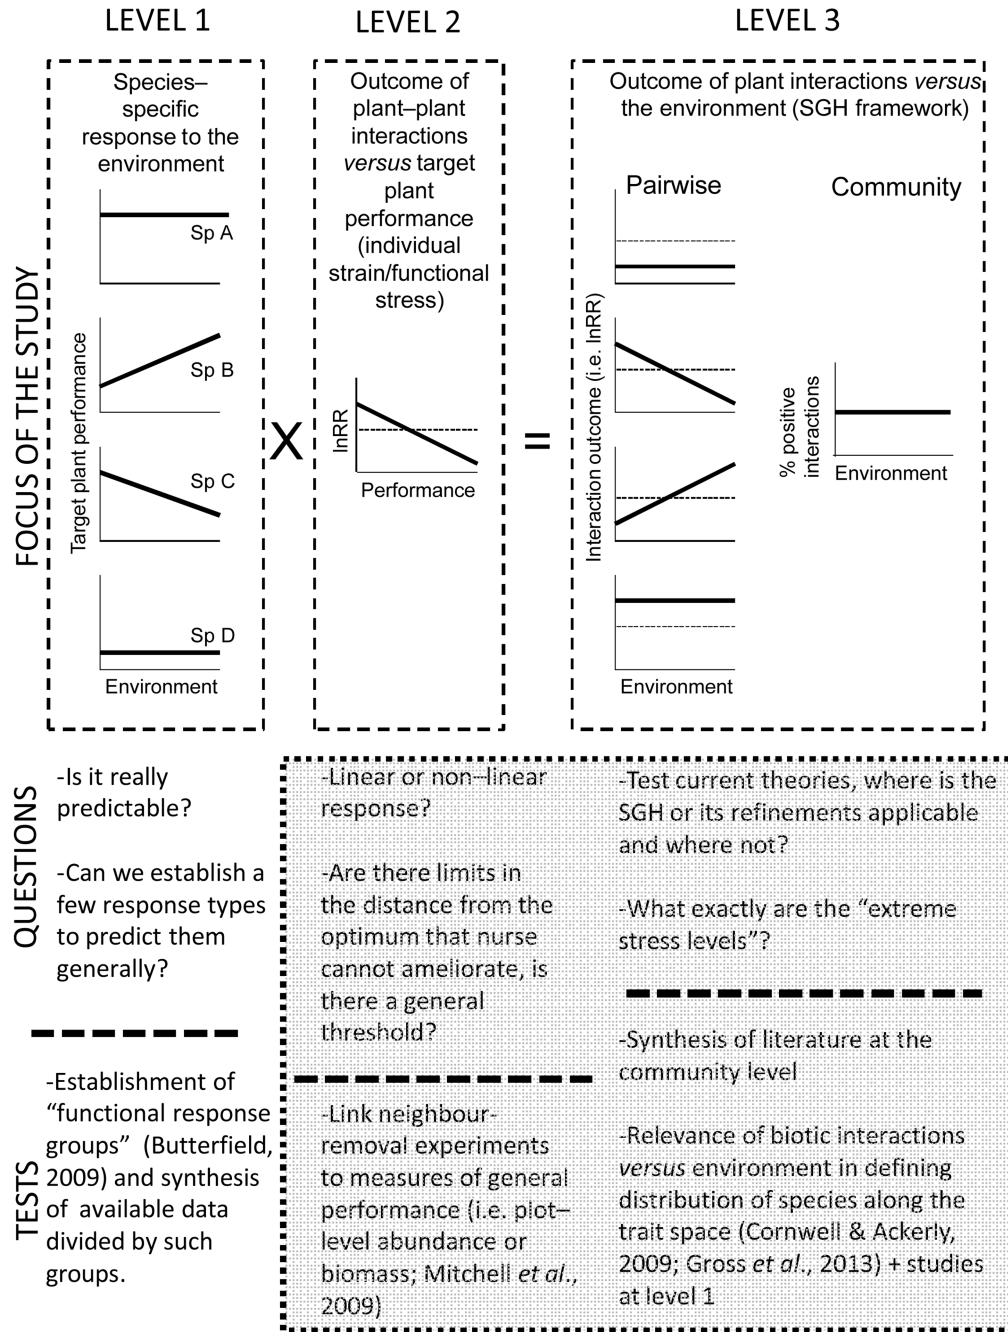 LEVEL 1
LEVEL 2
LEVEL 3
FOCUS OF THE STUDY
Species–
specific
response to the
environment
Target plant performance
Sp A
Sp B
Sp C
Sp D
Environment
X
Outcome of
plant–plant
interactions
versus target
plant
performance
(individual
strain/functional
stress)
lnRR
Performance
=
Outcome of plant interactions versus
the environment (SGH framework)
Pairwise
Community
Interaction outcome (i.e. lnRR)
Environment
% positive
interactions
Environment
QUESTIONS
-Is it really
predictable?
-Can we establish a
few response types
to predict them
generally?
-Linear or non–linear
response?
-Are there limits in
the distance from the
optimum that nurse
cannot ameliorate, is
there a general
threshold?
-Test current theories, where is the
SGH or its refinements applicable
and where not?
-What exactly are the “extreme
stress levels”?
TESTS
-Establishment of
“functional response
groups” (Butterfield,
2009) and synthesis
of available data
divided by such
groups.
-Link neighbour-
removal experiments
to measures of general
performance (i.e. plot–
level abundance or
biomass; Mitchell et al.,
2009)
-Synthesis of literature at the
community level
-Relevance of biotic interactions
versus environment in defining
distribution of species along the
trait space (Cornwell & Ackerly,
2009; Gross et al., 2013) + studies
at level 1